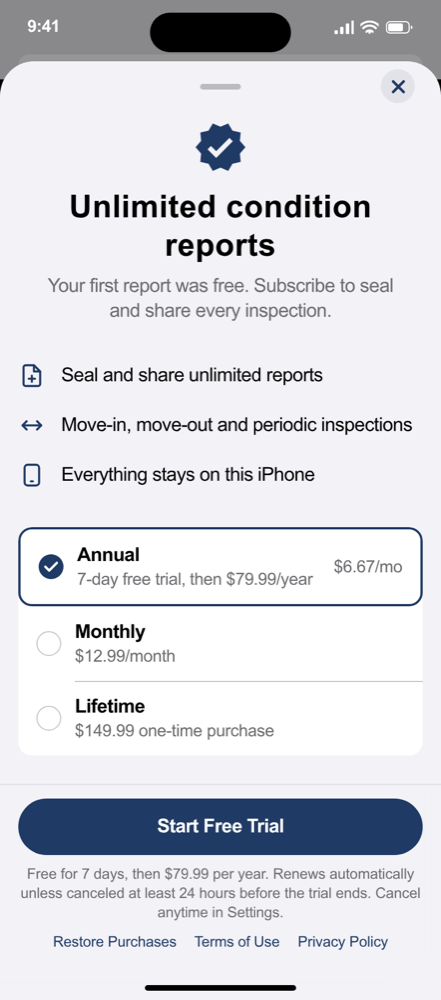 9:41
Unlimited condition
reports
Your first report was free. Subscribe to seal
and share every inspection.
Seal and share unlimited reports
Move-in, move-out and periodic inspections
Everything stays on this iPhone
Annual
7-day free trial, then $79.99/year
$6.67/mo
Monthly
$12.99/month
Lifetime
$149.99 one-time purchase
Start Free Trial
Free for 7 days, then $79.99 per year. Renews automatically
unless canceled at least 24 hours before the trial ends. Cancel
anytime in Settings.
Restore Purchases Terms of Use Privacy Policy